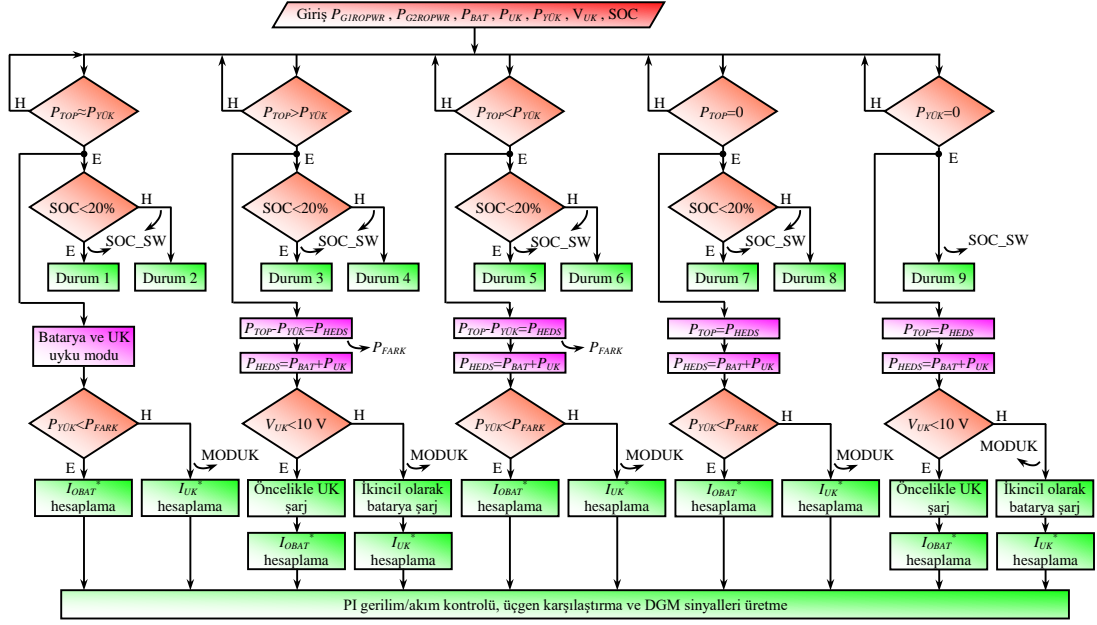 Giriş P_G1ROPWR , P_G2ROPWR , P_BAT , P_UK , P_YÜK , V_UK , SOC
H
P_TOP≈P_YÜK
E
SOC<20%
H
E
SOC_SW
Durum 1
Durum 2
Batarya ve UK
uyku modu
P_YÜK<P_FARK
H
MODUK
E
I_OBAT*
hesaplama
I_UK*
hesaplama
H
P_TOP>P_YÜK
E
SOC<20%
H
E
SOC_SW
Durum 3
Durum 4
P_TOP-P_YÜK=P_HEDS
P_FARK
P_HEDS=P_BAT+P_UK
V_UK<10 V
H
MODUK
E
Öncelikle UK
şarj
İkincil olarak
batarya şarj
I_OBAT*
hesaplama
I_UK*
hesaplama
H
P_TOP<P_YÜK
E
SOC<20%
H
E
SOC_SW
Durum 5
Durum 6
P_TOP-P_YÜK=P_HEDS
P_FARK
P_HEDS=P_BAT+P_UK
P_YÜK<P_FARK
H
MODUK
E
I_OBAT*
hesaplama
I_UK*
hesaplama
H
P_TOP=0
E
SOC<20%
H
E
SOC_SW
Durum 7
Durum 8
P_TOP=P_HEDS
P_HEDS=P_BAT+P_UK
P_YÜK<P_FARK
H
MODUK
E
I_OBAT*
hesaplama
I_UK*
hesaplama
H
P_YÜK=0
E
SOC_SW
Durum 9
P_TOP=P_HEDS
P_HEDS=P_BAT+P_UK
V_UK<10 V
H
MODUK
E
Öncelikle UK
şarj
İkincil olarak
batarya şarj
I_OBAT*
hesaplama
I_UK*
hesaplama
PI gerilim/akım kontrolü, üçgen karşılaştırma ve DGM sinyalleri üretme